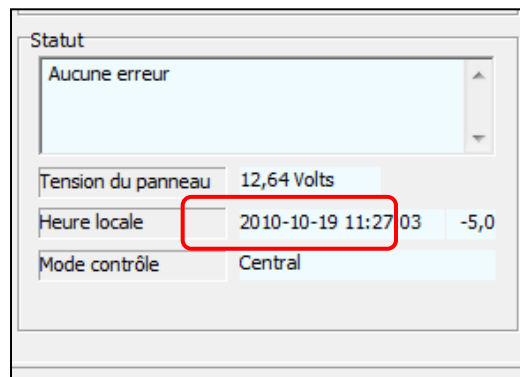 Statut
Aucune erreur
Tension du panneau 12,64 Volts
Heure locale 2010-10-19 11:27:03 -5,0
Mode contrôle Central